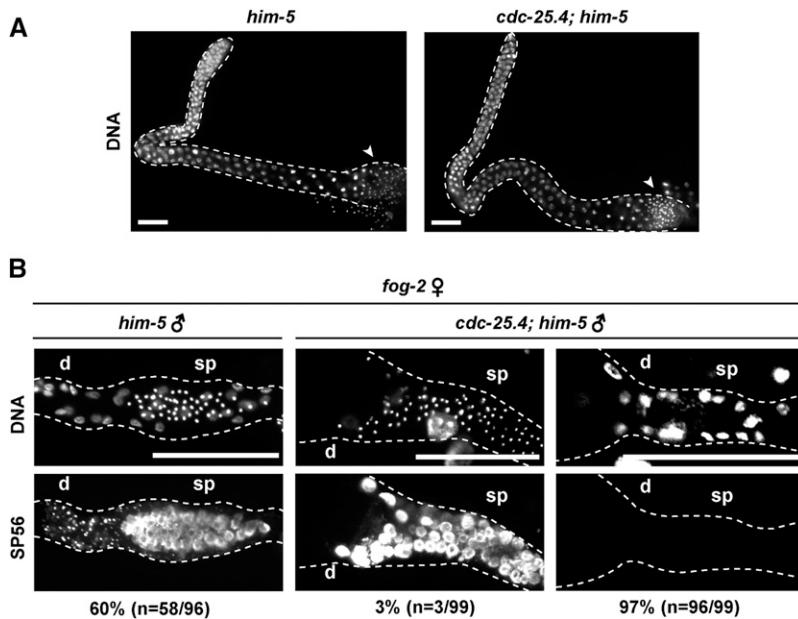 A
him-5
cdc-25.4; him-5
DNA
B
fog-2 ♀
him-5 ♂
cdc-25.4; him-5 ♂
DNA
d sp
sp
d
d sp
SP56
d sp
sp
d
d sp
60% (n=58/96)
3% (n=3/99)
97% (n=96/99)